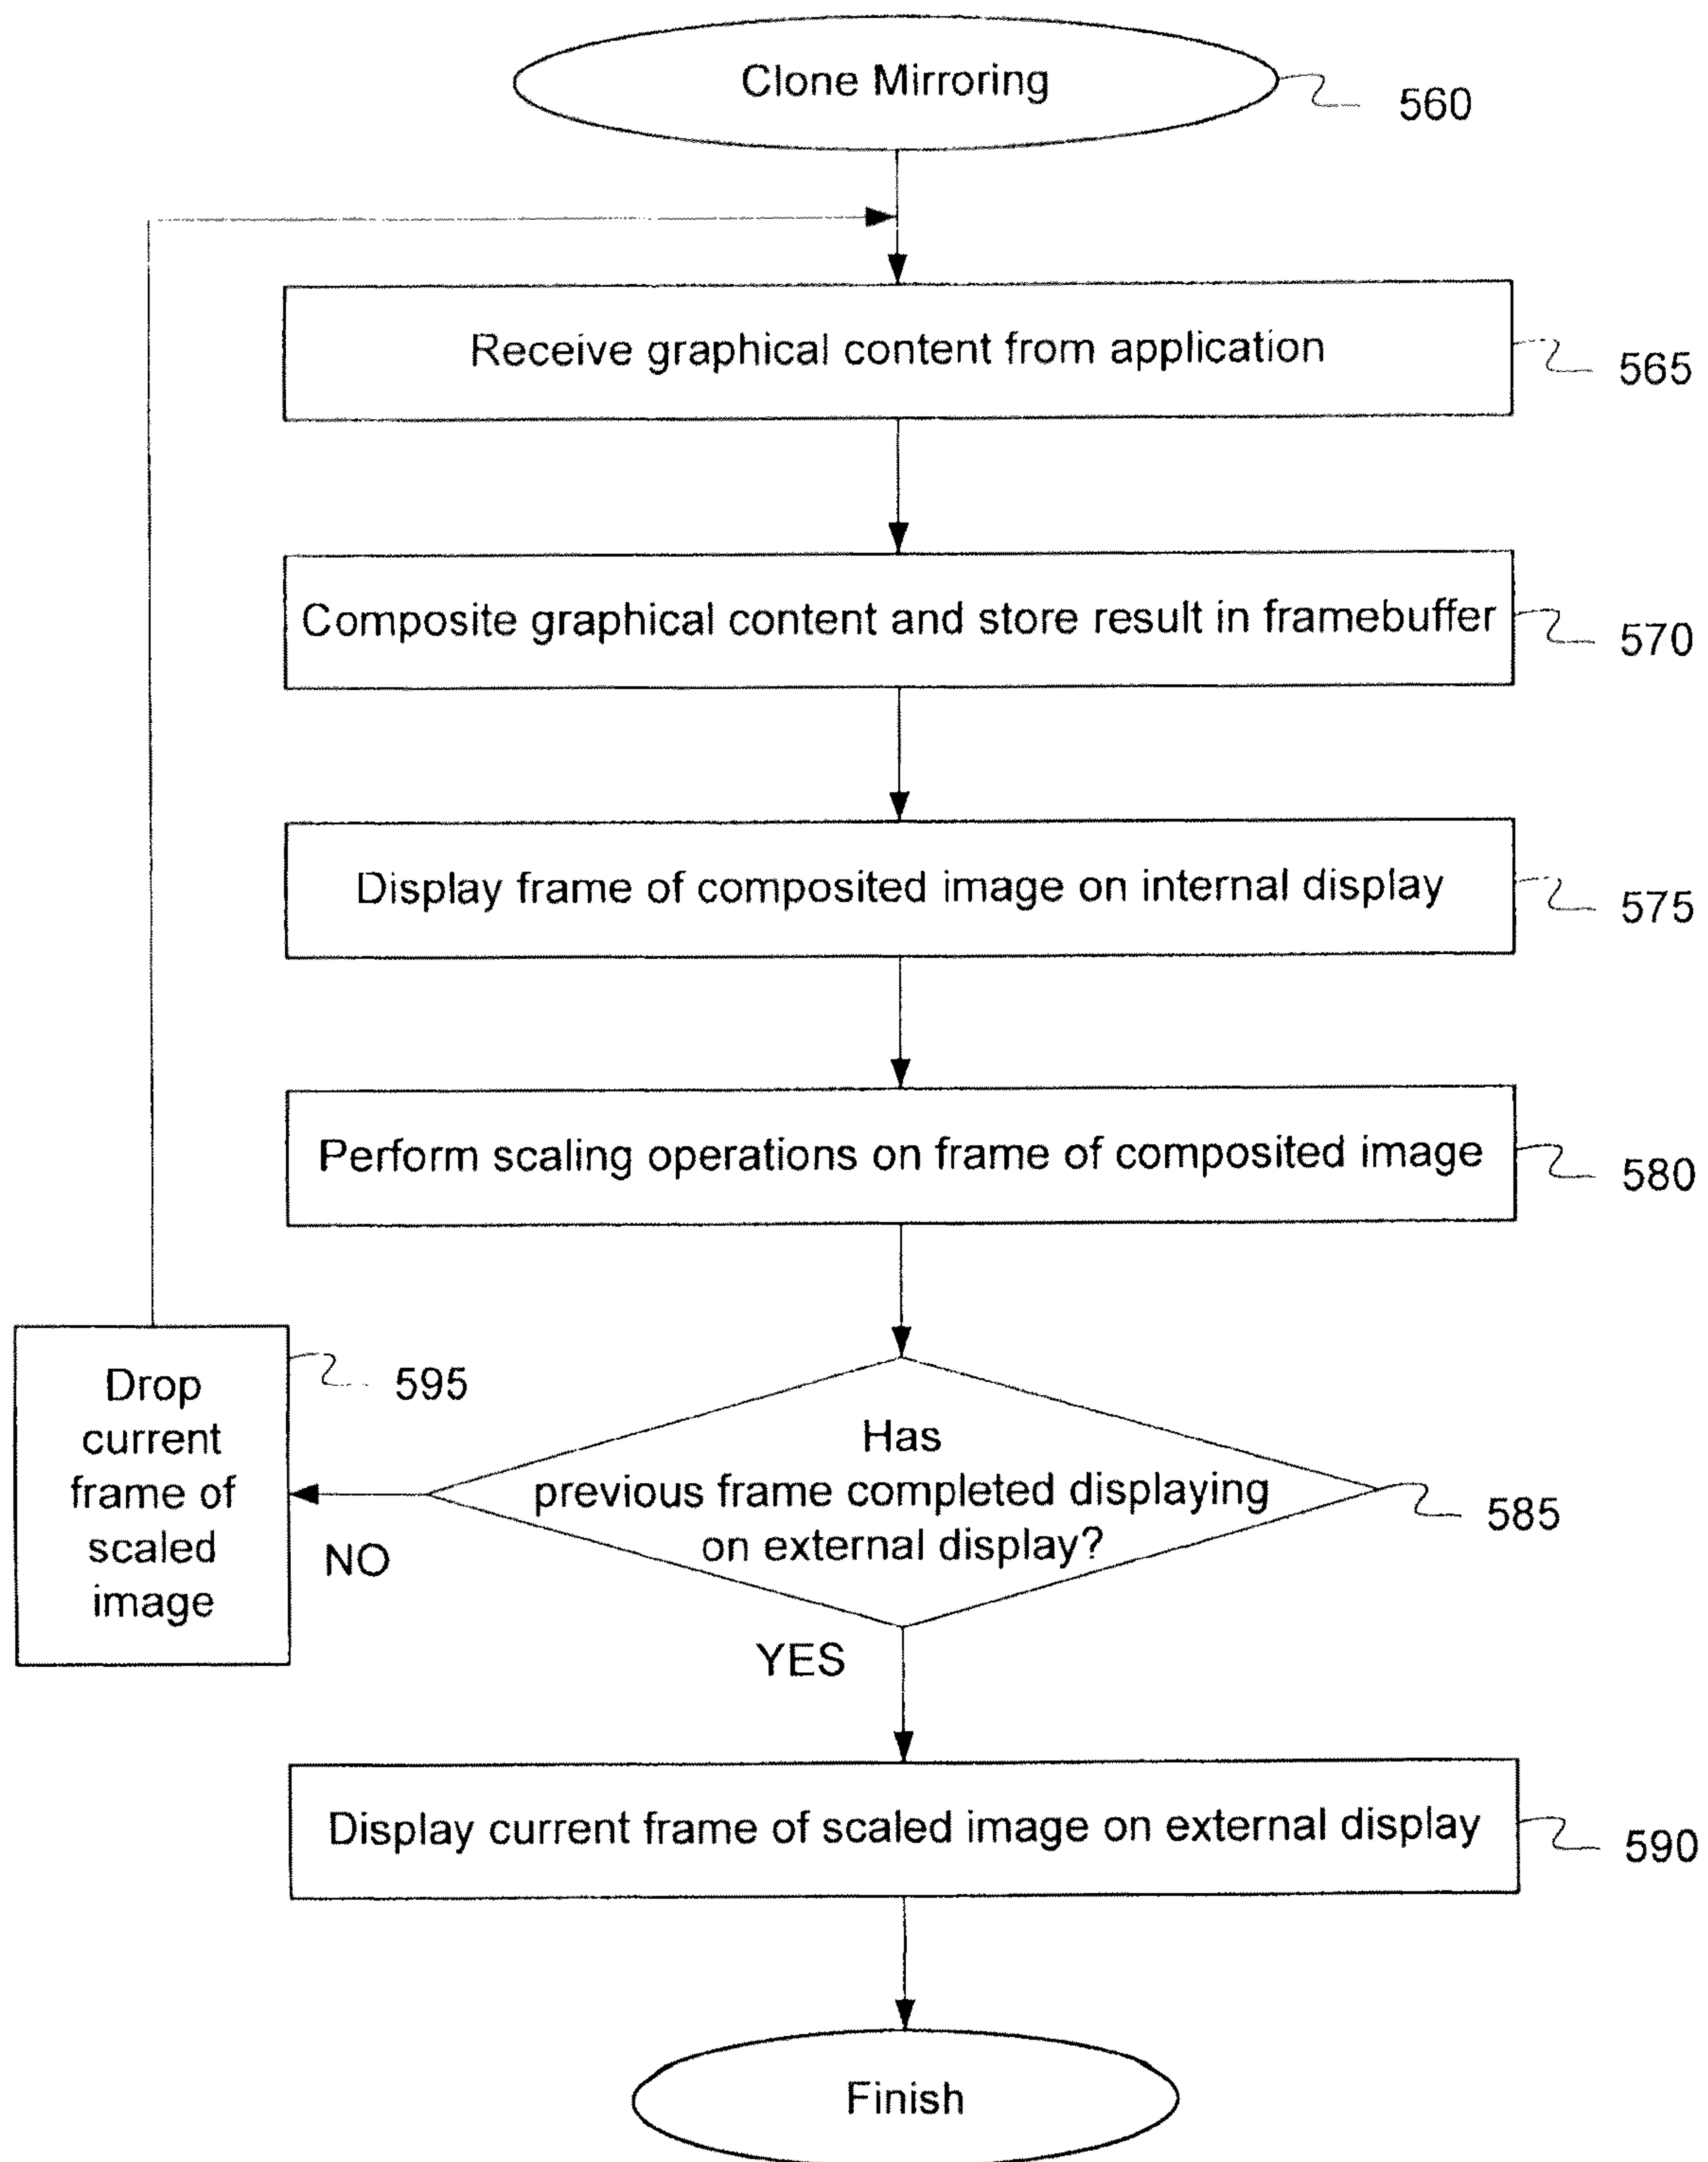 Clone Mirroring
560
Receive graphical content from application
565
Composite graphical content and store result in framebuffer
570
Display frame of composited image on internal display
575
Perform scaling operations on frame of composited image
580
Drop
current
frame of
scaled
image
595
NO
Has
previous frame completed displaying
on external display?
585
YES
Display current frame of scaled image on external display
590
Finish